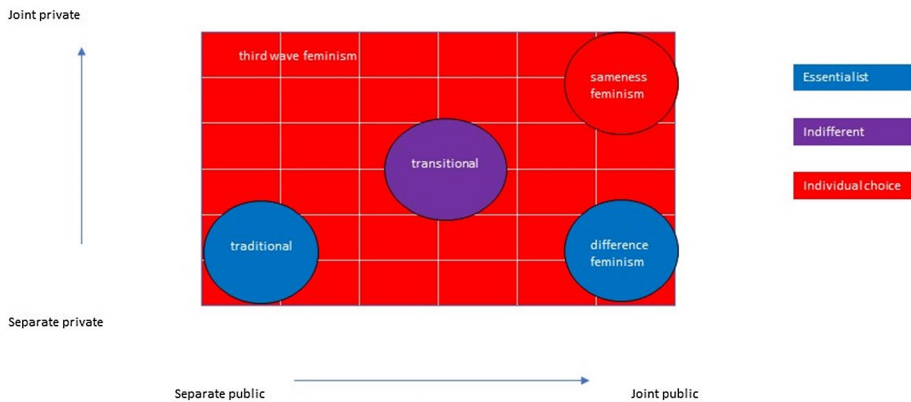 Joint private
third wave feminism
sameness
feminism
Essentialist
Indifferent
transitional
Individual choice
traditional
difference
feminism
Separate private
Separate public
Joint public